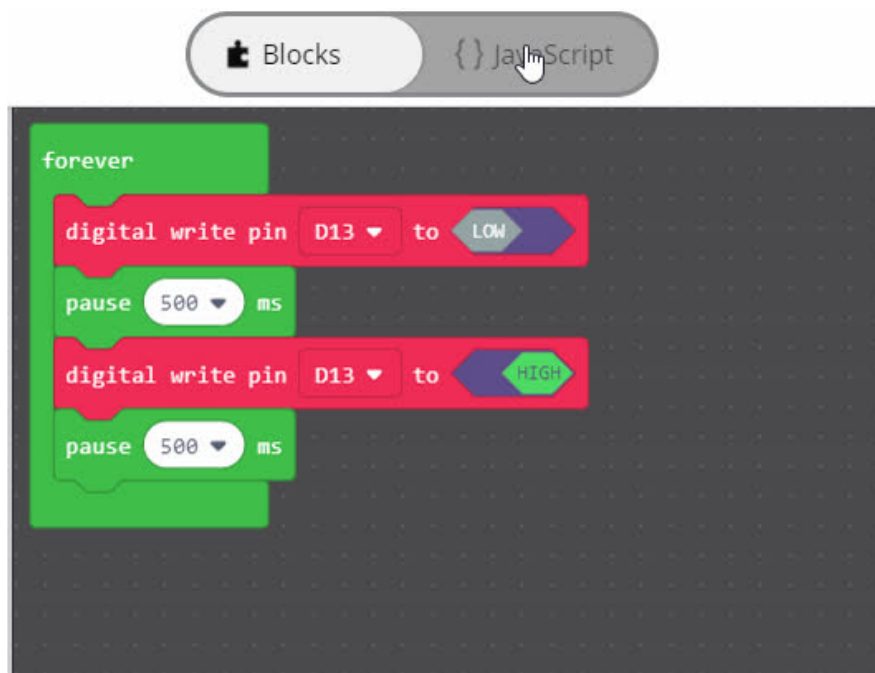 Blocks
{ } JavaScript
forever
digital write pin D13 to LOW
pause 500 ms
digital write pin D13 to HIGH
pause 500 ms